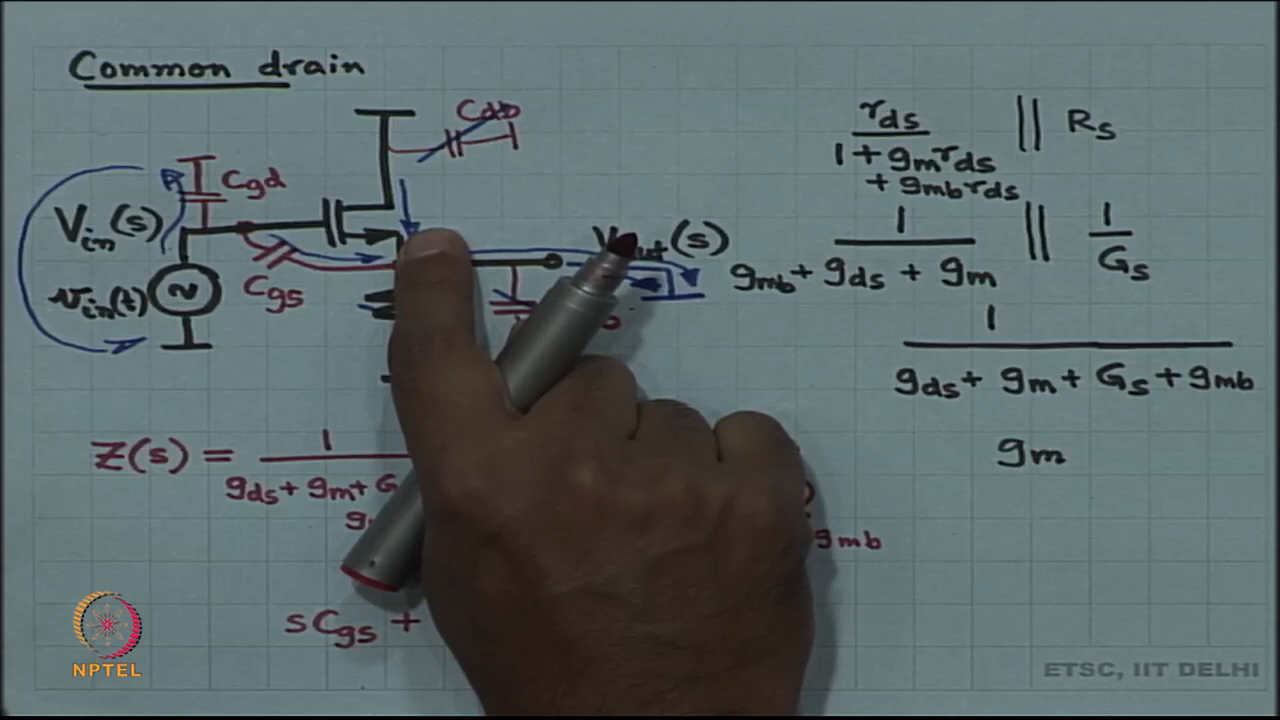 Common drain
Cdb
Cgd
Vin(s)
vin(t)
Cgs
Vout(s)
rds
1 + gmrds
+ gmbrds
|| Rs
1
gmb + gds + gm
|| 1
Gs
1
gds + gm + Gs + gmb
gm
Z(s) = 1
gds + gm + G
gmb
sCgs +
NPTEL
ETSC, IIT DELHI